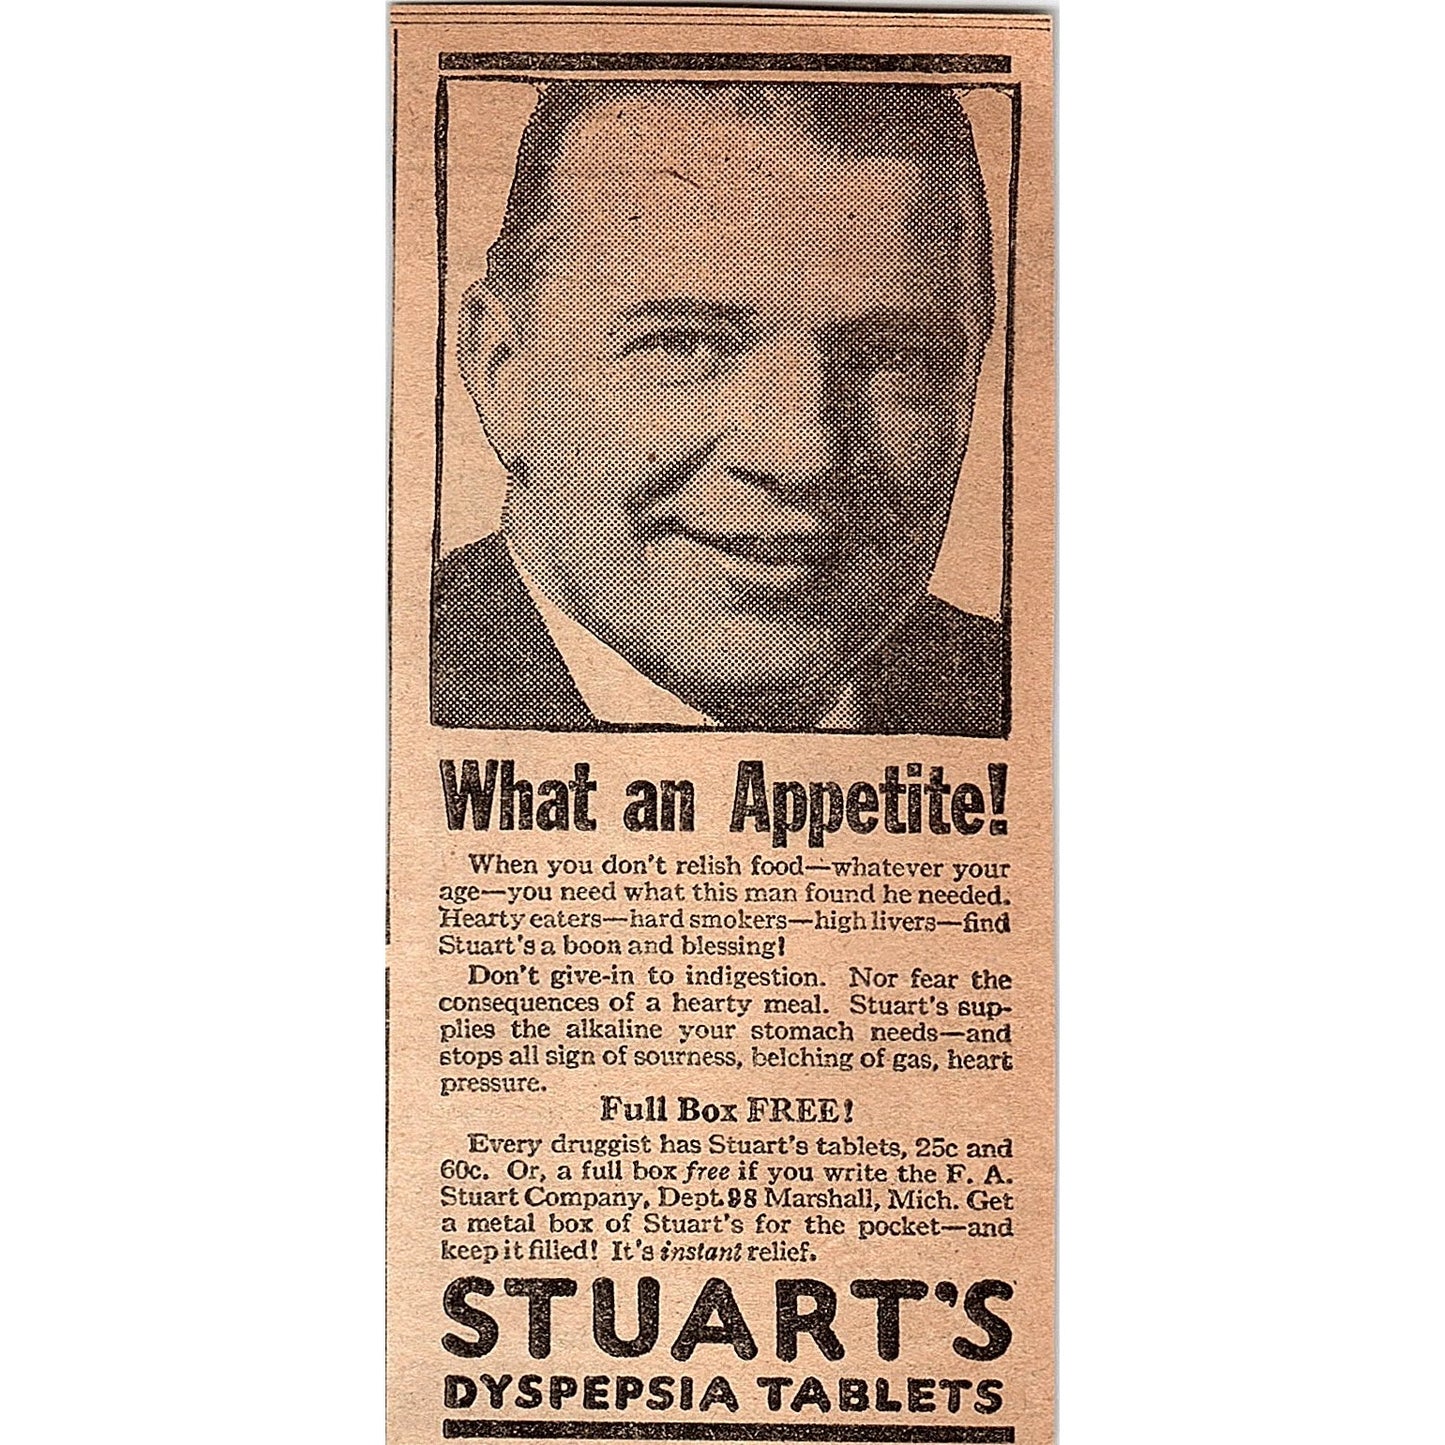 What an Appetite!
When you don't relish food—whatever your
age—you need what this man found he needed.
Hearty eaters—hard smokers—high livers—find
Stuart's a boon and blessing!
Don't give-in to indigestion. Nor fear the
consequences of a hearty meal. Stuart's sup-
plies the alkaline your stomach needs—and
stops all sign of sourness, belching of gas, heart
pressure.
Full Box FREE!
Every druggist has Stuart's tablets, 25c and
60c. Or, a full box free if you write the F. A.
Stuart Company, Dept. 98 Marshall, Mich. Get
a metal box of Stuart's for the pocket—and
keep it filled! It's instant relief.
STUART'S
DYSPEPSIA TABLETS